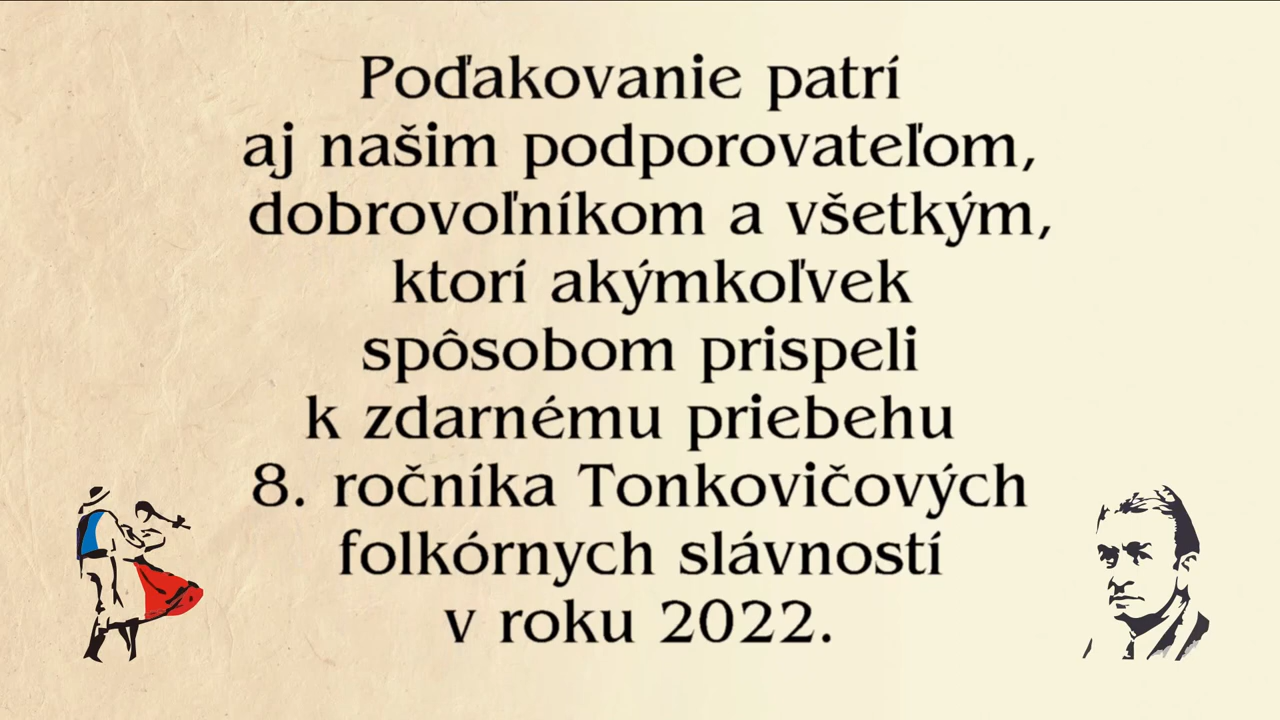 Poďakovanie patrí
aj našim podporovateľom,
dobrovoľníkom a všetkým,
ktorí akýmkoľvek
spôsobom prispeli
k zdarnému priebehu
8. ročníka Tonkovičových
folkórnych slávností
v roku 2022.